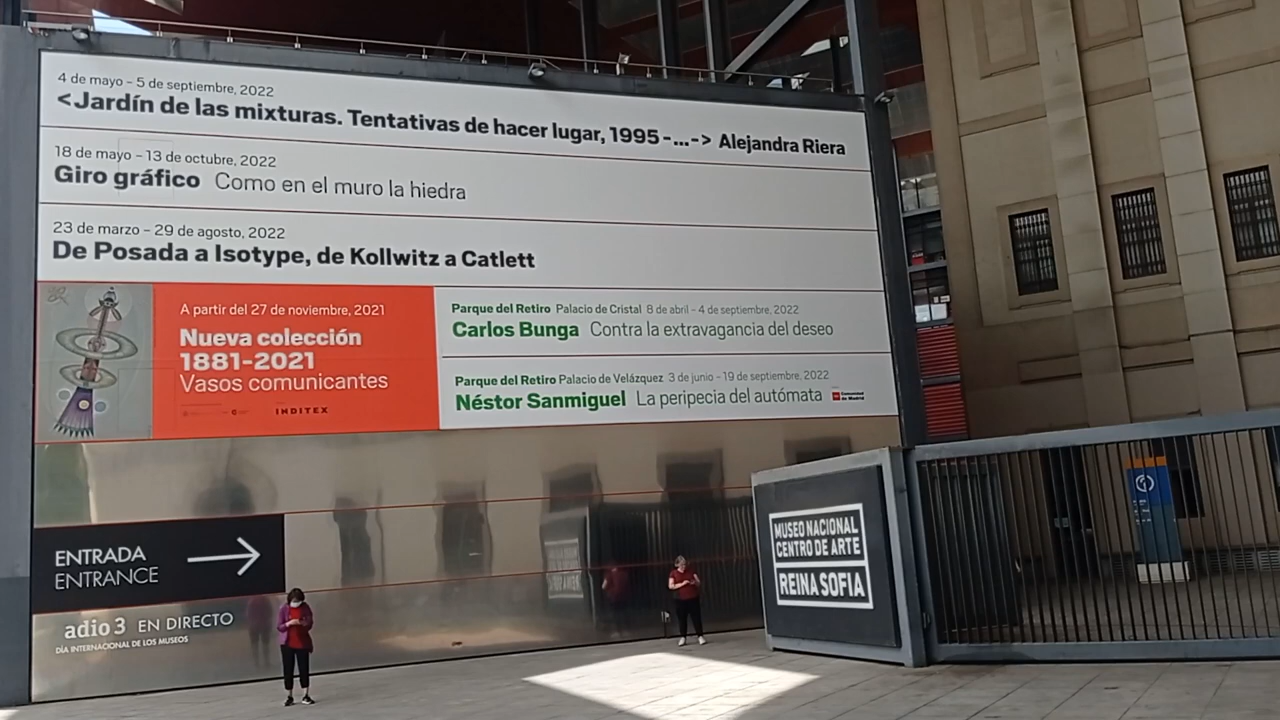 4 de mayo – 5 de septiembre, 2022
<Jardín de las mixturas. Tentativas de hacer lugar, 1995 -...-> Alejandra Riera
18 de mayo – 13 de octubre, 2022
Giro gráfico Como en el muro la hiedra
23 de marzo – 29 de agosto, 2022
De Posada a Isotype, de Kollwitz a Catlett
A partir del 27 de noviembre, 2021
Nueva colección
1881-2021
Vasos comunicantes
INDITEX
Parque del Retiro Palacio de Cristal 8 de abril – 4 de septiembre, 2022
Carlos Bunga Contra la extravagancia del deseo
Parque del Retiro Palacio de Velázquez 3 de junio – 19 de septiembre, 2022
Néstor Sanmiguel La peripecia del autómata
Comunidad
de Madrid
ENTRADA
ENTRANCE
adio 3 EN DIRECTO
DÍA INTERNACIONAL DE LOS MUSEOS
MUSEO NACIONAL
CENTRO DE ARTE
REINA SOFIA